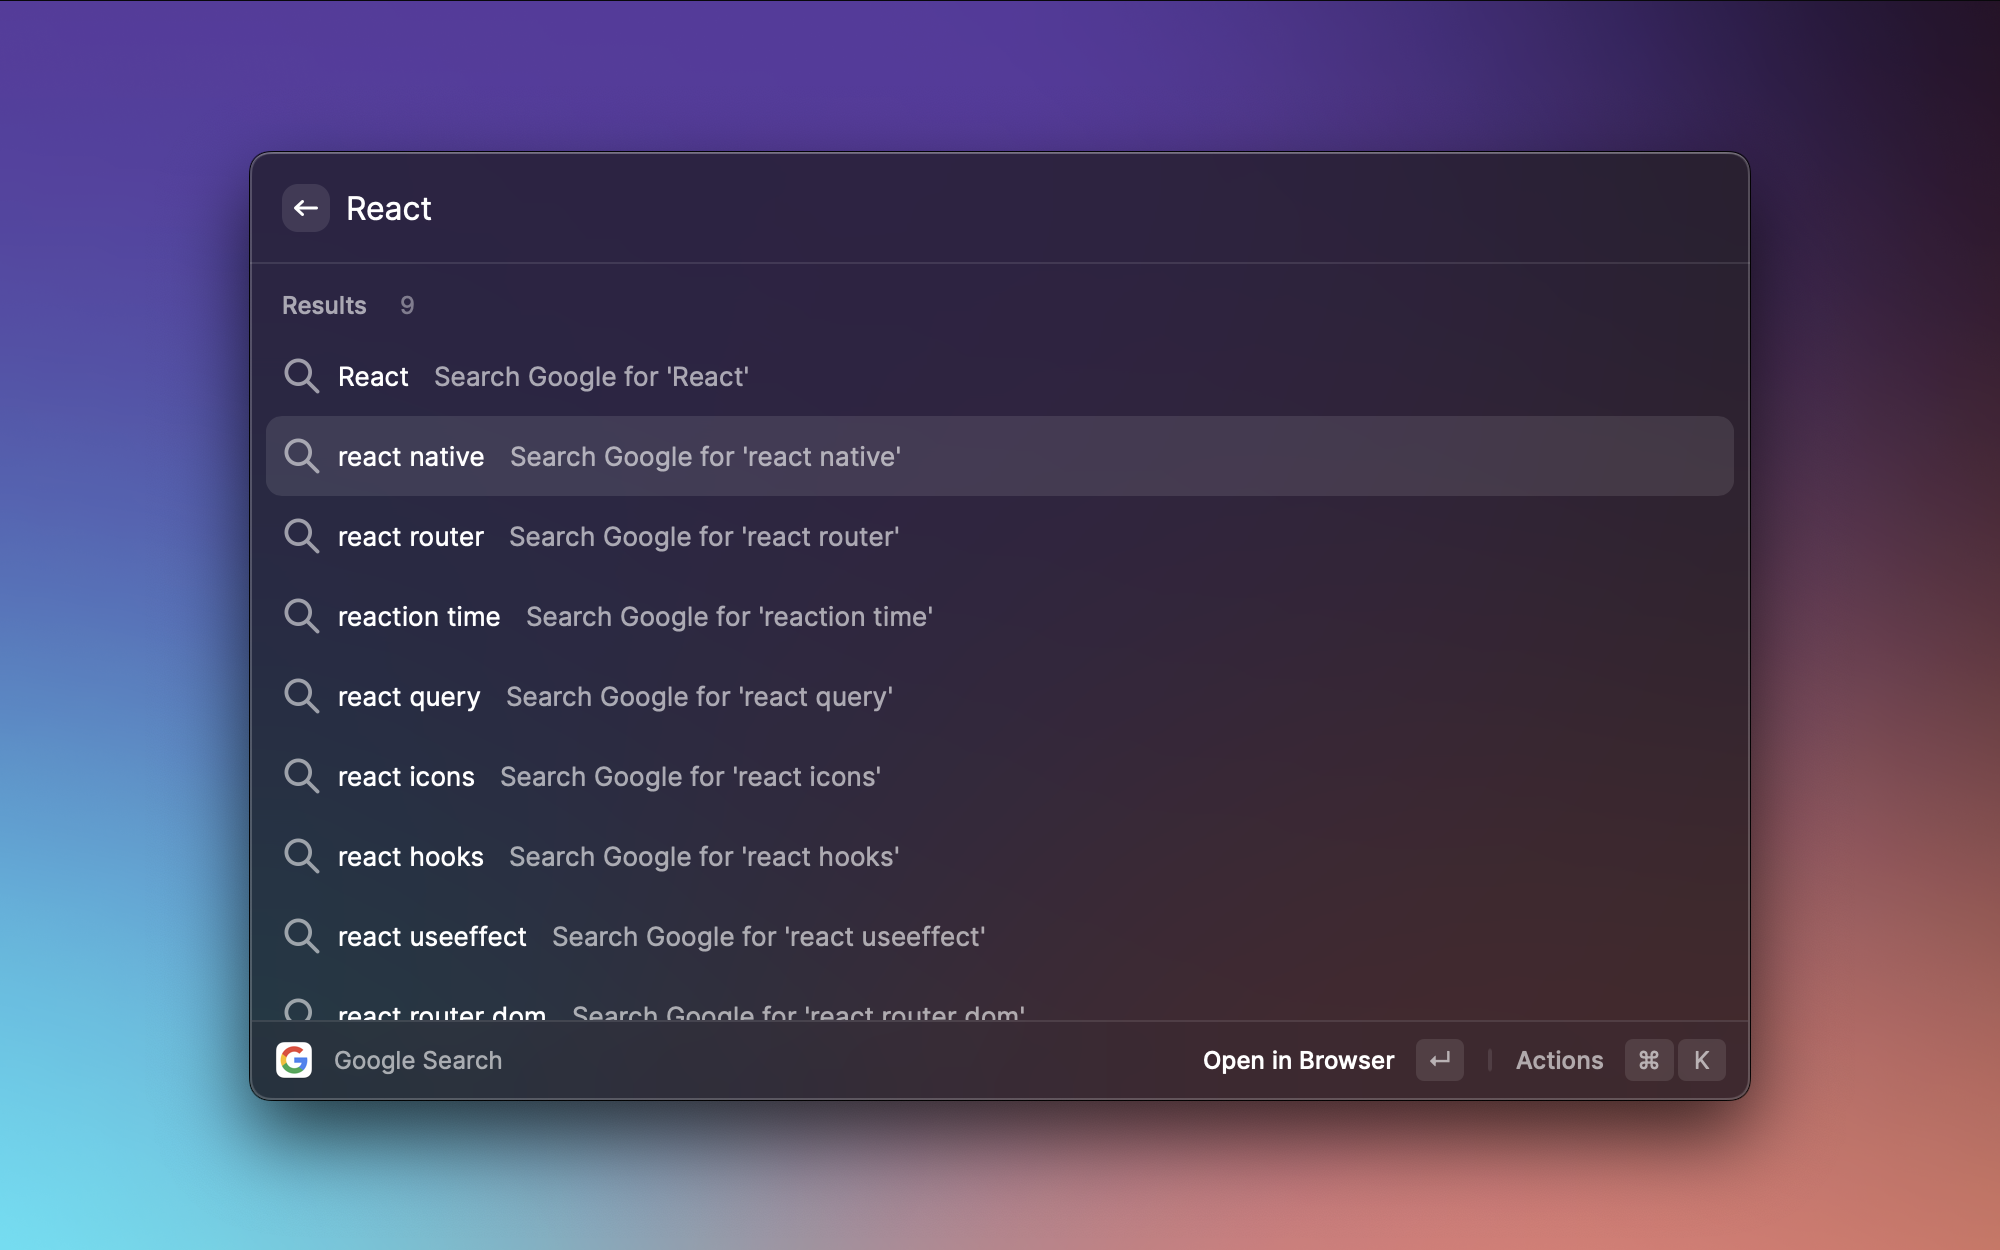 React
Results 9
React Search Google for 'React'
react native Search Google for 'react native'
react router Search Google for 'react router'
reaction time Search Google for 'reaction time'
react query Search Google for 'react query'
react icons Search Google for 'react icons'
react hooks Search Google for 'react hooks'
react useeffect Search Google for 'react useeffect'
react router dom Search Google for 'react router dom'
Google Search Open in Browser ↵ | Actions ⌘ K